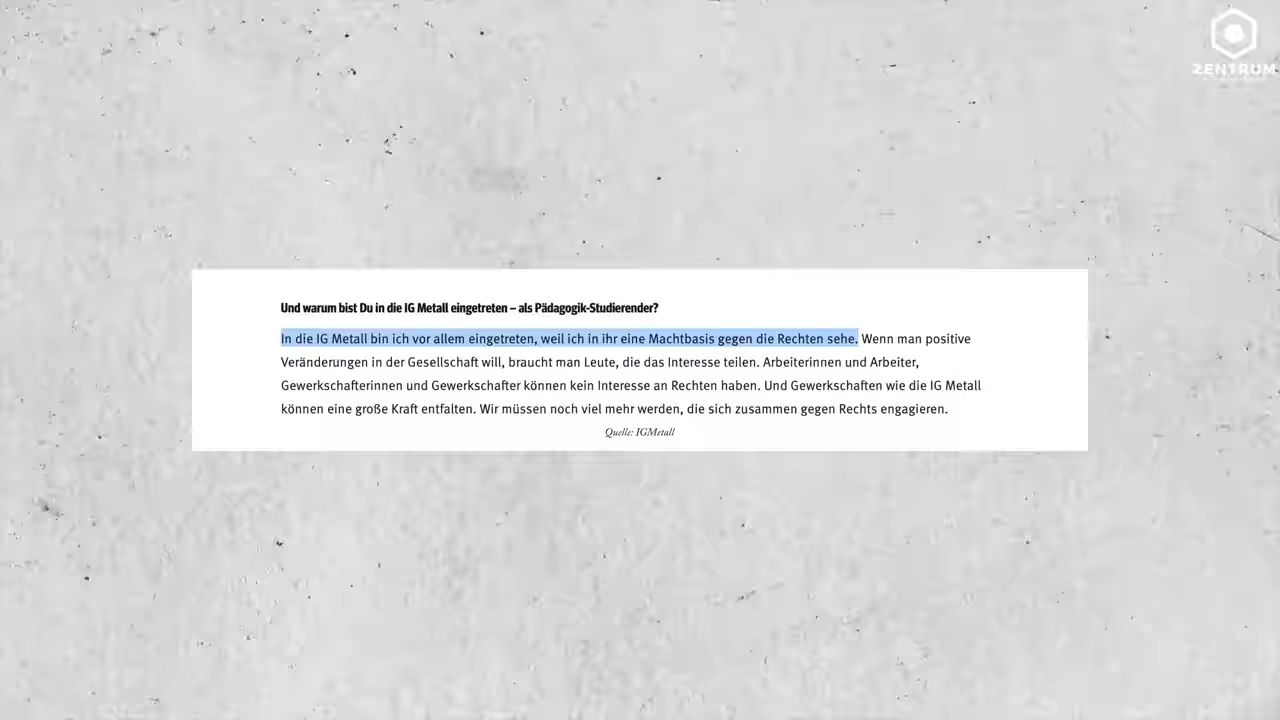 ZENTRUM
Und warum bist Du in die IG Metall eingetreten – als Pädagogik-Studierender?
In die IG Metall bin ich vor allem eingetreten, weil ich in ihr eine Machtbasis gegen die Rechten sehe. Wenn man positive
Veränderungen in der Gesellschaft will, braucht man Leute, die das Interesse teilen. Arbeiterinnen und Arbeiter,
Gewerkschafterinnen und Gewerkschafter können kein Interesse an Rechten haben. Und Gewerkschaften wie die IG Metall
können eine große Kraft entfalten. Wir müssen noch viel mehr werden, die sich zusammen gegen Rechts engagieren.
Quelle: IGMetall